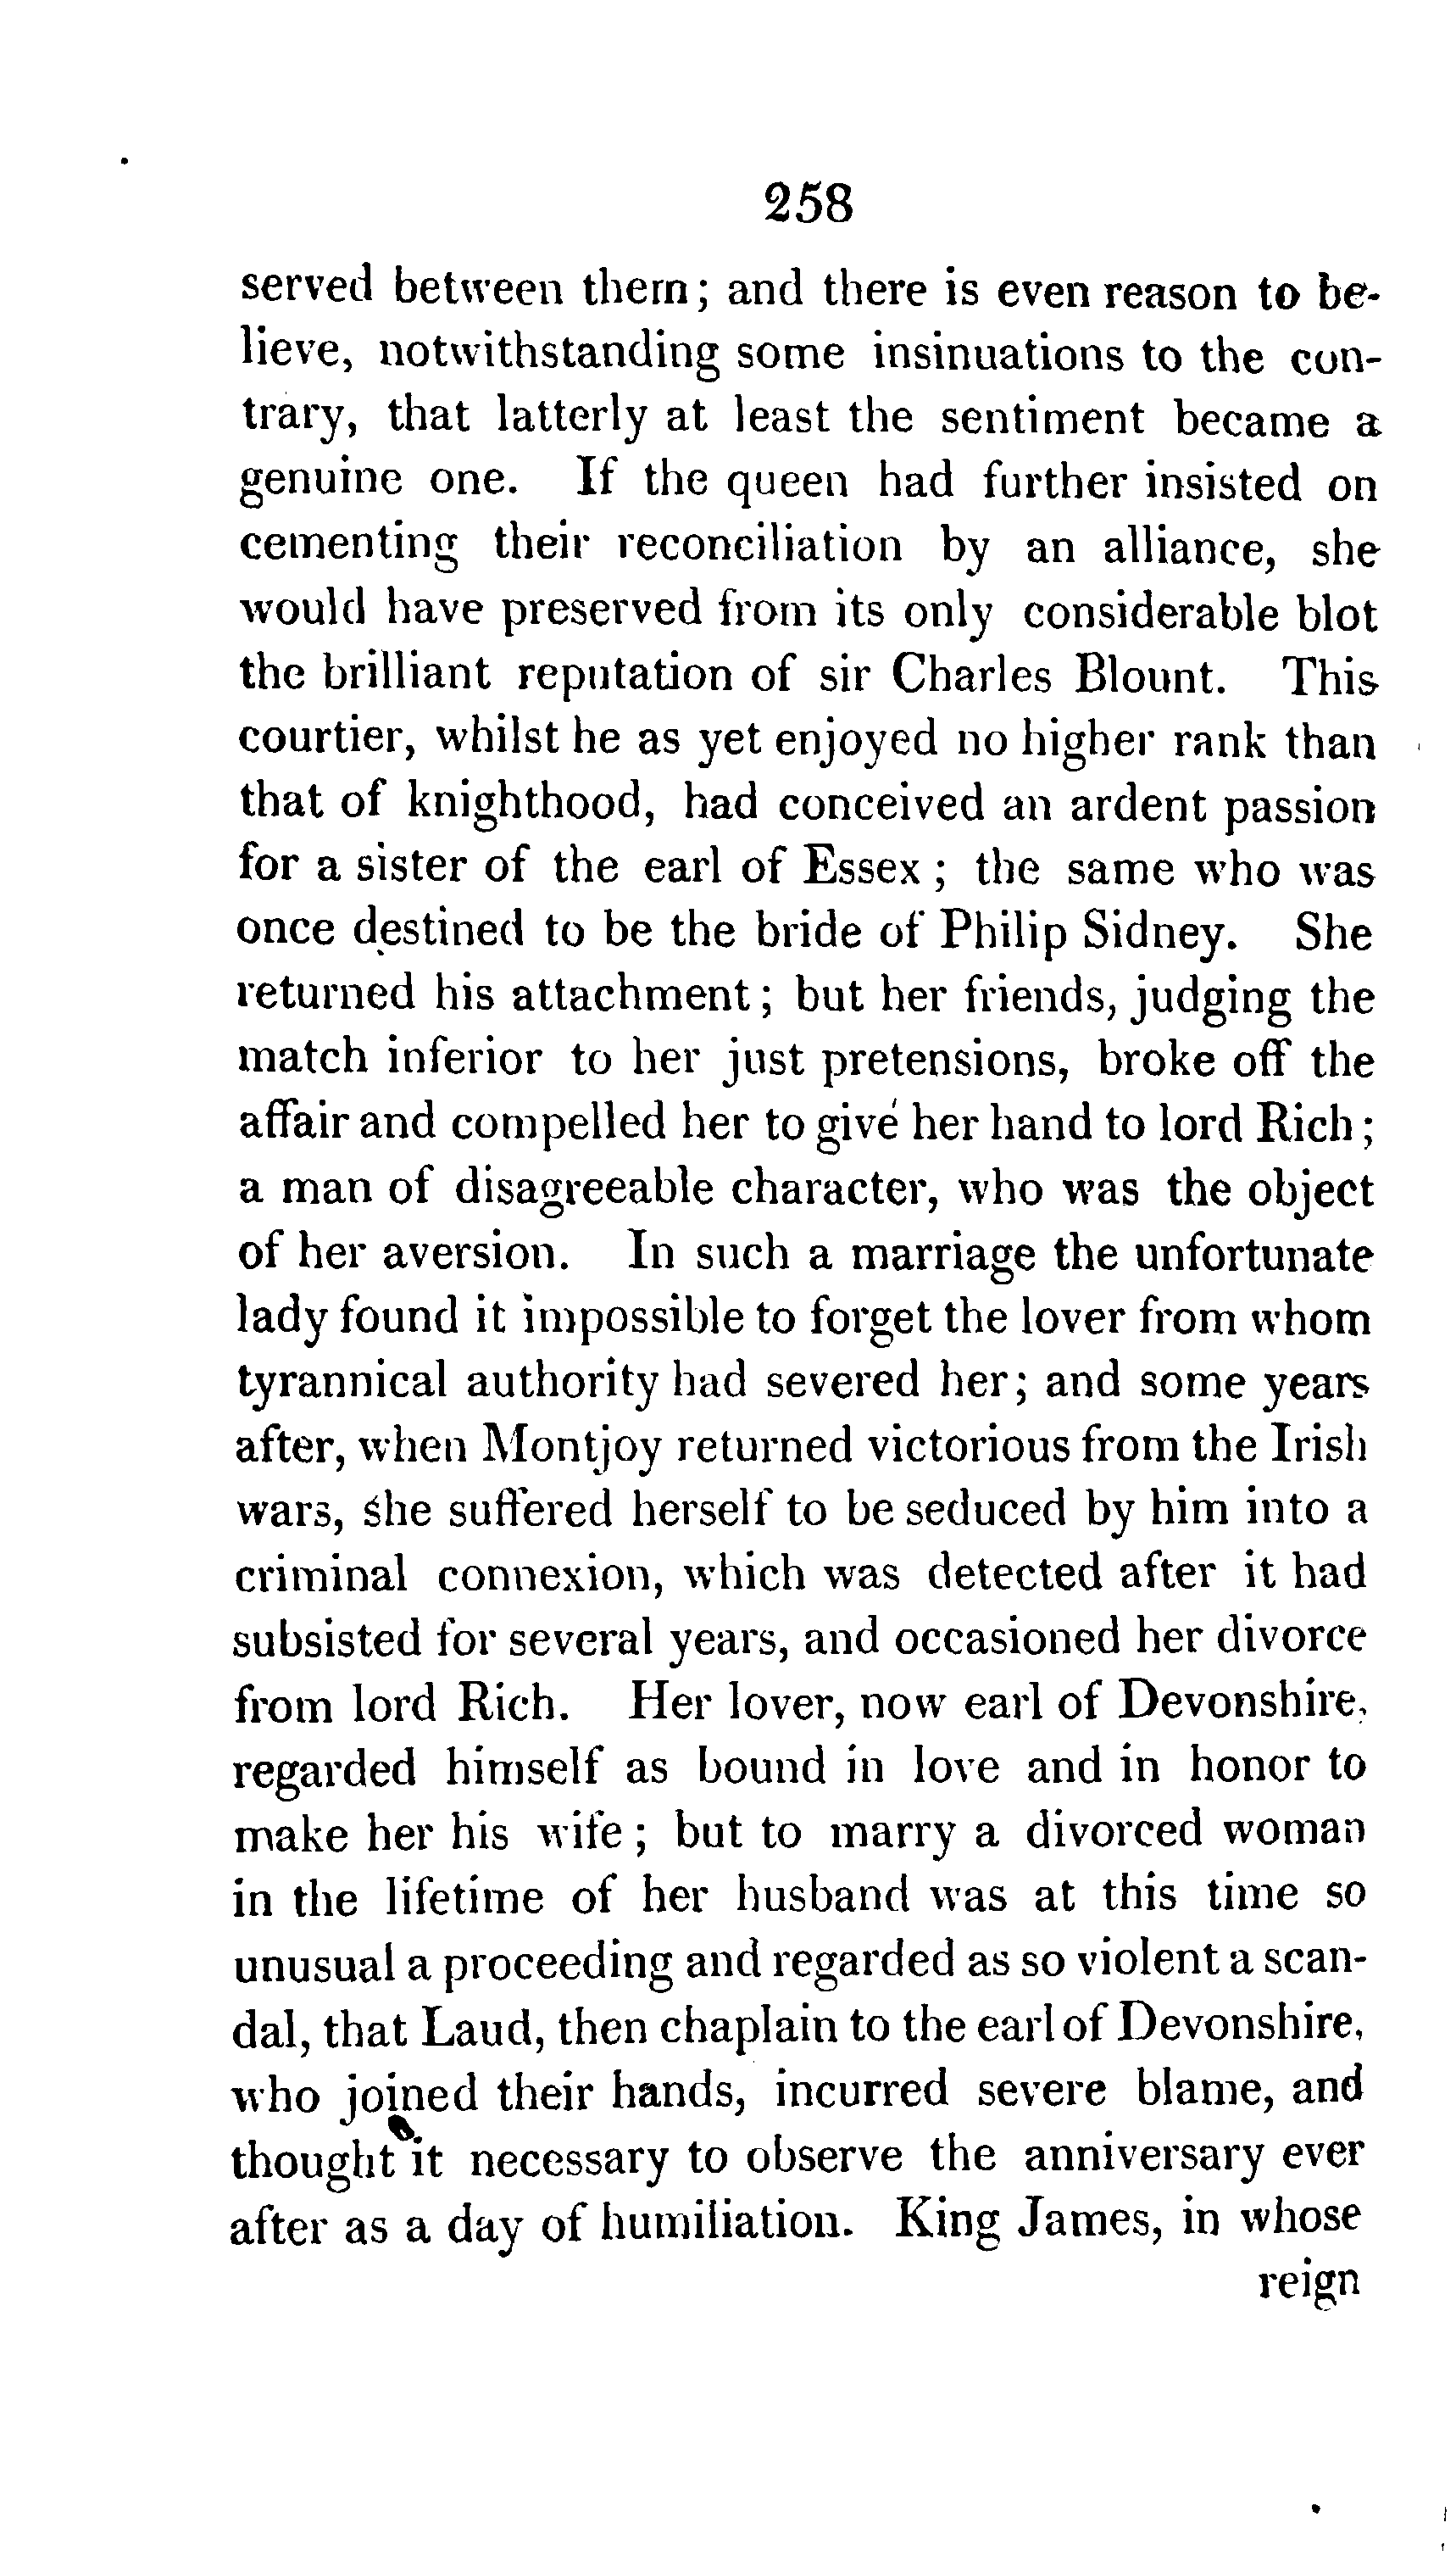 258
served between them; and there is even reason to be-
lieve, notwithstanding some insinuations to the con-
trary, that latterly at least the sentiment became a
genuine one. If the queen had further insisted on
cementing their reconciliation by an alliance, she
would have preserved from its only considerable blot
the brilliant reputation of sir Charles Blount. This
courtier, whilst he as yet enjoyed no higher rank than
that of knighthood, had conceived an ardent passion
for a sister of the earl of Essex; the same who was
once destined to be the bride of Philip Sidney. She
returned his attachment; but her friends, judging the
match inferior to her just pretensions, broke off the
affair and compelled her to give her hand to lord Rich;
a man of disagreeable character, who was the object
of her aversion. In such a marriage the unfortunate
lady found it impossible to forget the lover from whom
tyrannical authority had severed her; and some years
after, when Montjoy returned victorious from the Irish
wars, she suffered herself to be seduced by him into a
criminal connexion, which was detected after it had
subsisted for several years, and occasioned her divorce
from lord Rich. Her lover, now earl of Devonshire,
regarded himself as bound in love and in honor to
make her his wife; but to marry a divorced woman
in the lifetime of her husband was at this time so
unusual a proceeding and regarded as so violent a scan-
dal, that Laud, then chaplain to the earl of Devonshire,
who joined their hands, incurred severe blame, and
thought it necessary to observe the anniversary ever
after as a day of humiliation. King James, in whose
reign